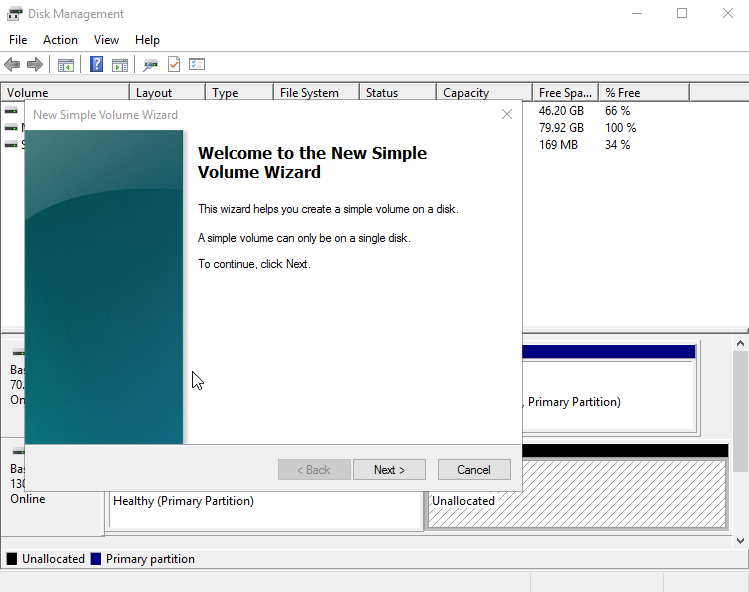 Disk Management
File Action View Help
Volume Layout Type File System Status Capacity Free Spa... % Free
46.20 GB 66 %
79.92 GB 100 %
169 MB 34 %
New Simple Volume Wizard
Welcome to the New Simple
Volume Wizard
This wizard helps you create a simple volume on a disk.
A simple volume can only be on a single disk.
To continue, click Next.
< Back Next > Cancel
Bas
70.
On
, Primary Partition)
Bas
130
Online
Healthy (Primary Partition)
Unallocated
Unallocated Primary partition